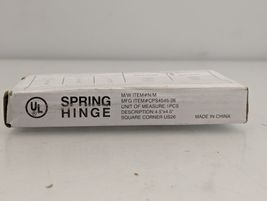 UL
SPRING
HINGE
M/W ITEM#:N/M
MFG ITEM#:CPS4545-26
UNIT OF MEASURE:1PCS
DESCRIPTION:4.5"x4.5"
SQUARE CORNER US26
MADE IN CHINA